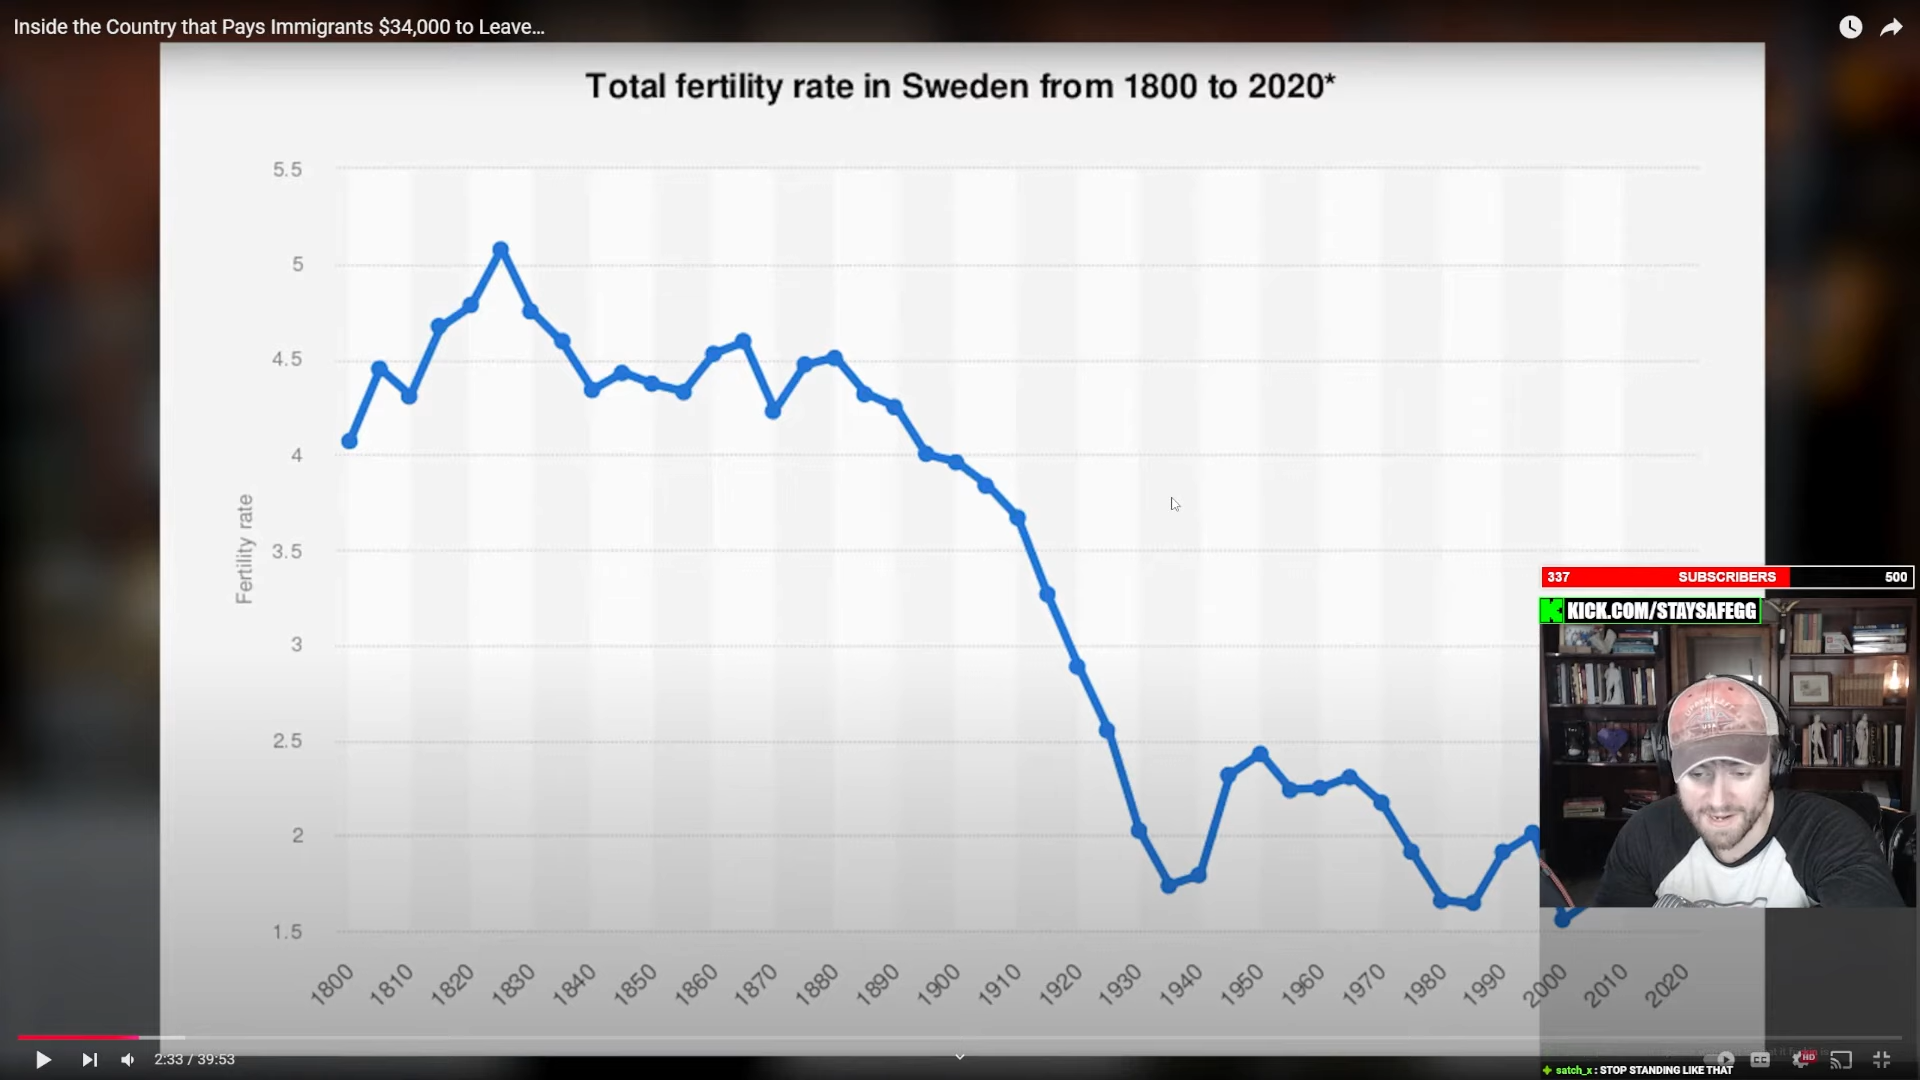 Inside the Country that Pays Immigrants $34,000 to Leave...
Total fertility rate in Sweden from 1800 to 2020*
5.5
5
4.5
4
3.5
3
2.5
2
1.5
Fertility rate
1800 1810 1820 1830 1840 1850 1860 1870 1880 1890 1900 1910 1920 1930 1940 1950 1960 1970 1980 1990 2000 2010 2020
337 SUBSCRIBERS 500
KICK.COM/STAYSAFEGG
2:33 / 39:53
CC HD
satch_x : STOP STANDING LIKE THAT